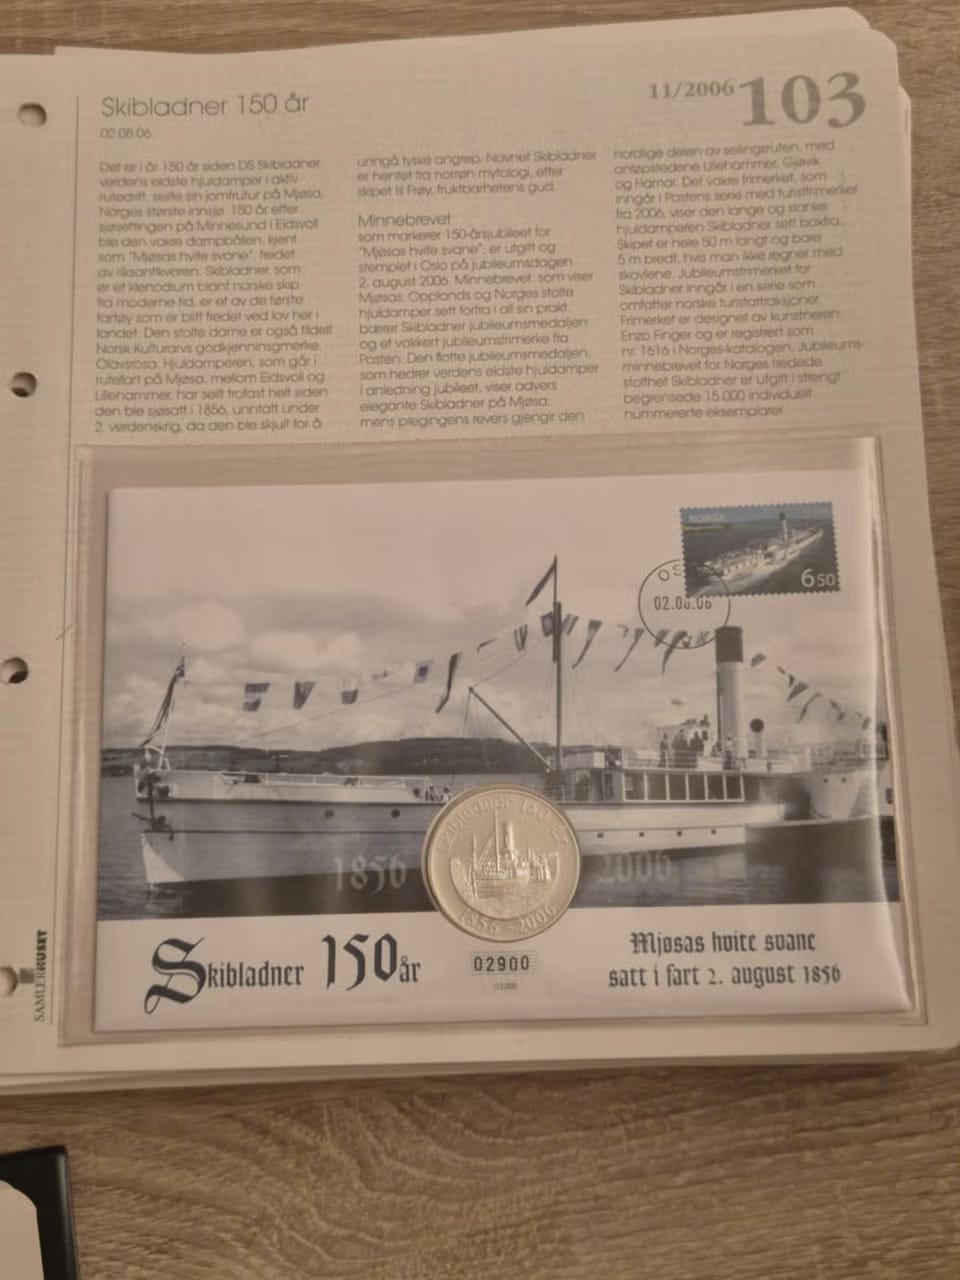 Skibladner 150 år
02.08.06
11/2006 103
Det er i år 150 år siden DS Skibladner,
verdens eldste hjuldamper i aktiv
rutedrift, seilte sin jomfrutur på Mjøsa,
Norges største innsjø. 150 år etter
sjøsettingen på Minnesund i Eidsvoll
ble den vakre dampbåten, kjent
som "Mjøsas hvite svane", fredet
av riksantikvaren. Skibladner, som
er et klenodium blant norske skip
fra moderne tid, er et av de første
fartøy som er blitt fredet ved lov her i
landet. Den stolte darne er også tildelt
Norsk Kulturarvs godkjenningsmerke,
Olavsrosa. Hjuldamperen, som går i
rutefart på Mjøsa, mellom Eidsvoll og
Lillehammer, har seilt trofast helt siden
den ble sjøsatt i 1856, unntatt under
2. verdenskrig, da den ble skjult for å
unngå tyske angrep. Navnet Skibladner
er hentet fra norrøn mytologi, etter
skipet til Frøy, fruktbarhetens gud.
Minnebrevet
som markerer 150-årsjubileet for
"Mjøsas hvite svane", er utgitt og
stemplet i Oslo på jubileumsdagen
2. august 2006. Minnebrevet, som viser
Mjøsas, Opplands og Norges stolte
hjuldamper sett forfra i all sin prakt,
bærer Skibladner jubileumsmedaljen
og et vakkert jubileumsfrimerke fra
Posten. Den flotte jubileumsmedaljen,
som hedrer verdens eldste hjuldamper
i anledning jubileet, viser advers
elegante Skibladner på Mjøsa,
mens pregingens revers gjengir den
nordlige delen av seilingsruten, med
anløpstedene Lillehammer, Gjøvik
og Hamar. Det vakre frimerket, som
inngår i Postens serie med turistfrimerker
fra 2006, viser den lange og slanke
hjuldamperen Skibladner sett bakfra.
Skipet er hele 50 m langt og bare
5 m bredt, hvis man ikke regner med
skovlene. Jubileumsfrimerket for
Skibladner inngår i en serie som
omfatter norske turistattraksjoner.
Frimerket er designet av kunstneren
Enzo Finger og er registrert som
nr. 1616 i Norges-katalogen. Jubileums-
minnebrevet for Norges fredede
stolthet Skibladner er utgitt i strengt
begrensede 15.000 individuelt
nummererte eksemplarer.
NORGE
6 50
OS
02.08.06
1856
2006
Skibladner 150 år
1856 - 2006
Skibladner 150 år
02900
/15.000
Mjøsas hvite svane
satt i fart 2. august 1856
SAMLERHUSET